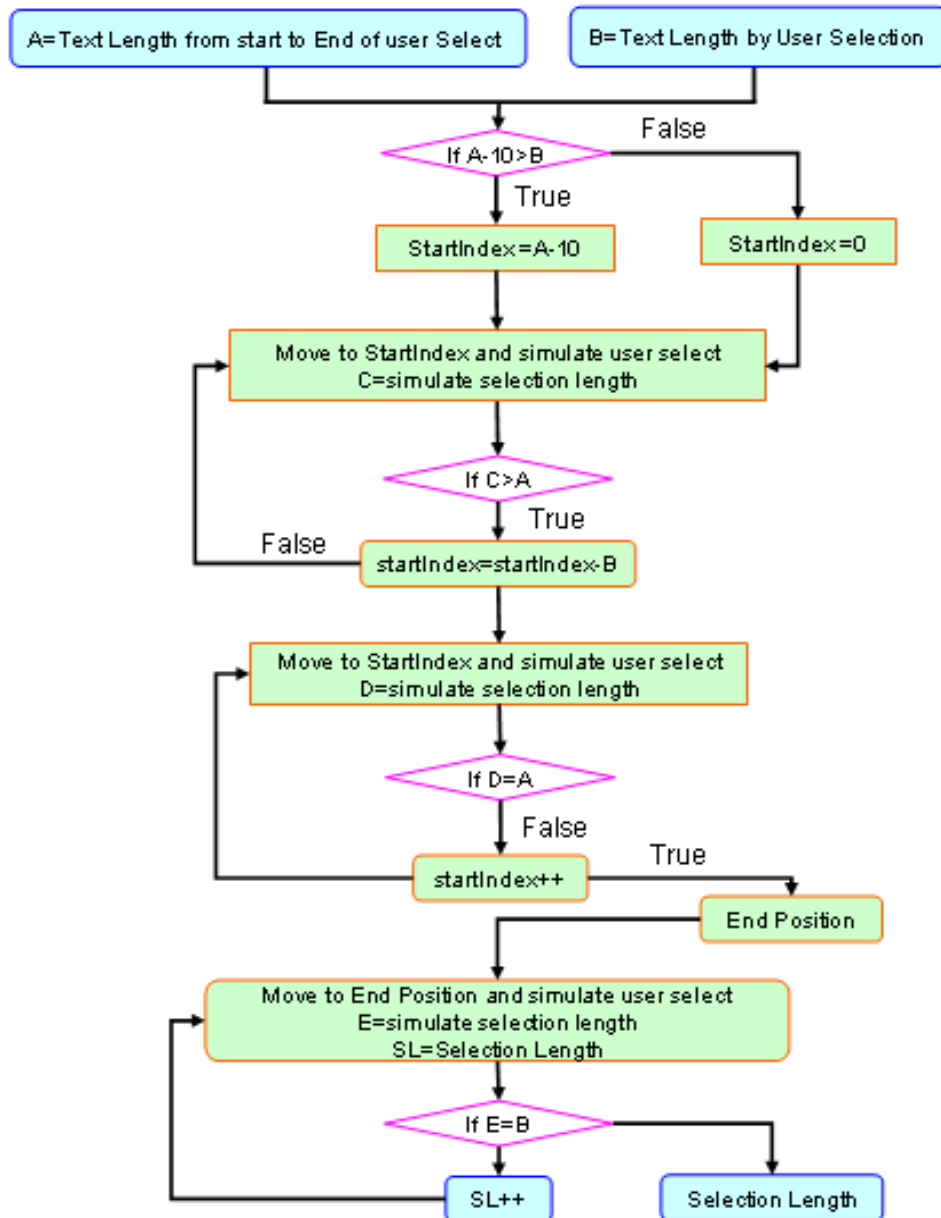 A=Text Length from start to End of user Select
B=Text Length by User Selection
False
If A-10>B
True
StartIndex=A-10
StartIndex=0
Move to StartIndex and simulate user select
C=simulate selection length
If C>A
True
False
startIndex=startIndex-B
Move to StartIndex and simulate user select
D=simulate selection length
If D=A
False
True
startIndex++
End Position
Move to End Position and simulate user select
E=simulate selection length
SL=Selection Length
If E=B
SL++
Selection Length